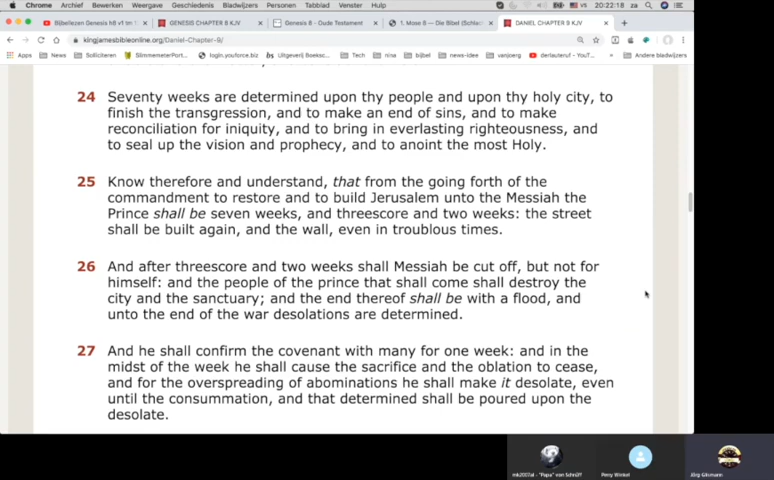 Chrome Archief Bewerken Weergave Geschiedenis Bladwijzers Personen Tabblad Venster Hulp VS za 20:22:18
Bijbellezen Genesis h8 v1 tm 1 GENESIS CHAPTER 8 KJV Genesis 8 - Oude Testament 1. Mose 8 — Die Bibel (Schlac DANIEL CHAPTER 9 KJV
kingjamesbibleonline.org/Daniel-Chapter-9/
Apps News Solliciteren SlimmeterPort... login.youforce.biz Uitgeverij Boeksc... Tech nina bijbel news-idee vanjoerg derlauteruf - YouT... Andere bladwijzers
24 Seventy weeks are determined upon thy people and upon thy holy city, to
finish the transgression, and to make an end of sins, and to make
reconciliation for iniquity, and to bring in everlasting righteousness, and
to seal up the vision and prophecy, and to anoint the most Holy.
25 Know therefore and understand, that from the going forth of the
commandment to restore and to build Jerusalem unto the Messiah the
Prince shall be seven weeks, and threescore and two weeks: the street
shall be built again, and the wall, even in troublous times.
26 And after threescore and two weeks shall Messiah be cut off, but not for
himself: and the people of the prince that shall come shall destroy the
city and the sanctuary; and the end thereof shall be with a flood, and
unto the end of the war desolations are determined.
27 And he shall confirm the covenant with many for one week: and in the
midst of the week he shall cause the sacrifice and the oblation to cease,
and for the overspreading of abominations he shall make it desolate, even
until the consummation, and that determined shall be poured upon the
desolate.
Perry Winkel Jörg Glismann